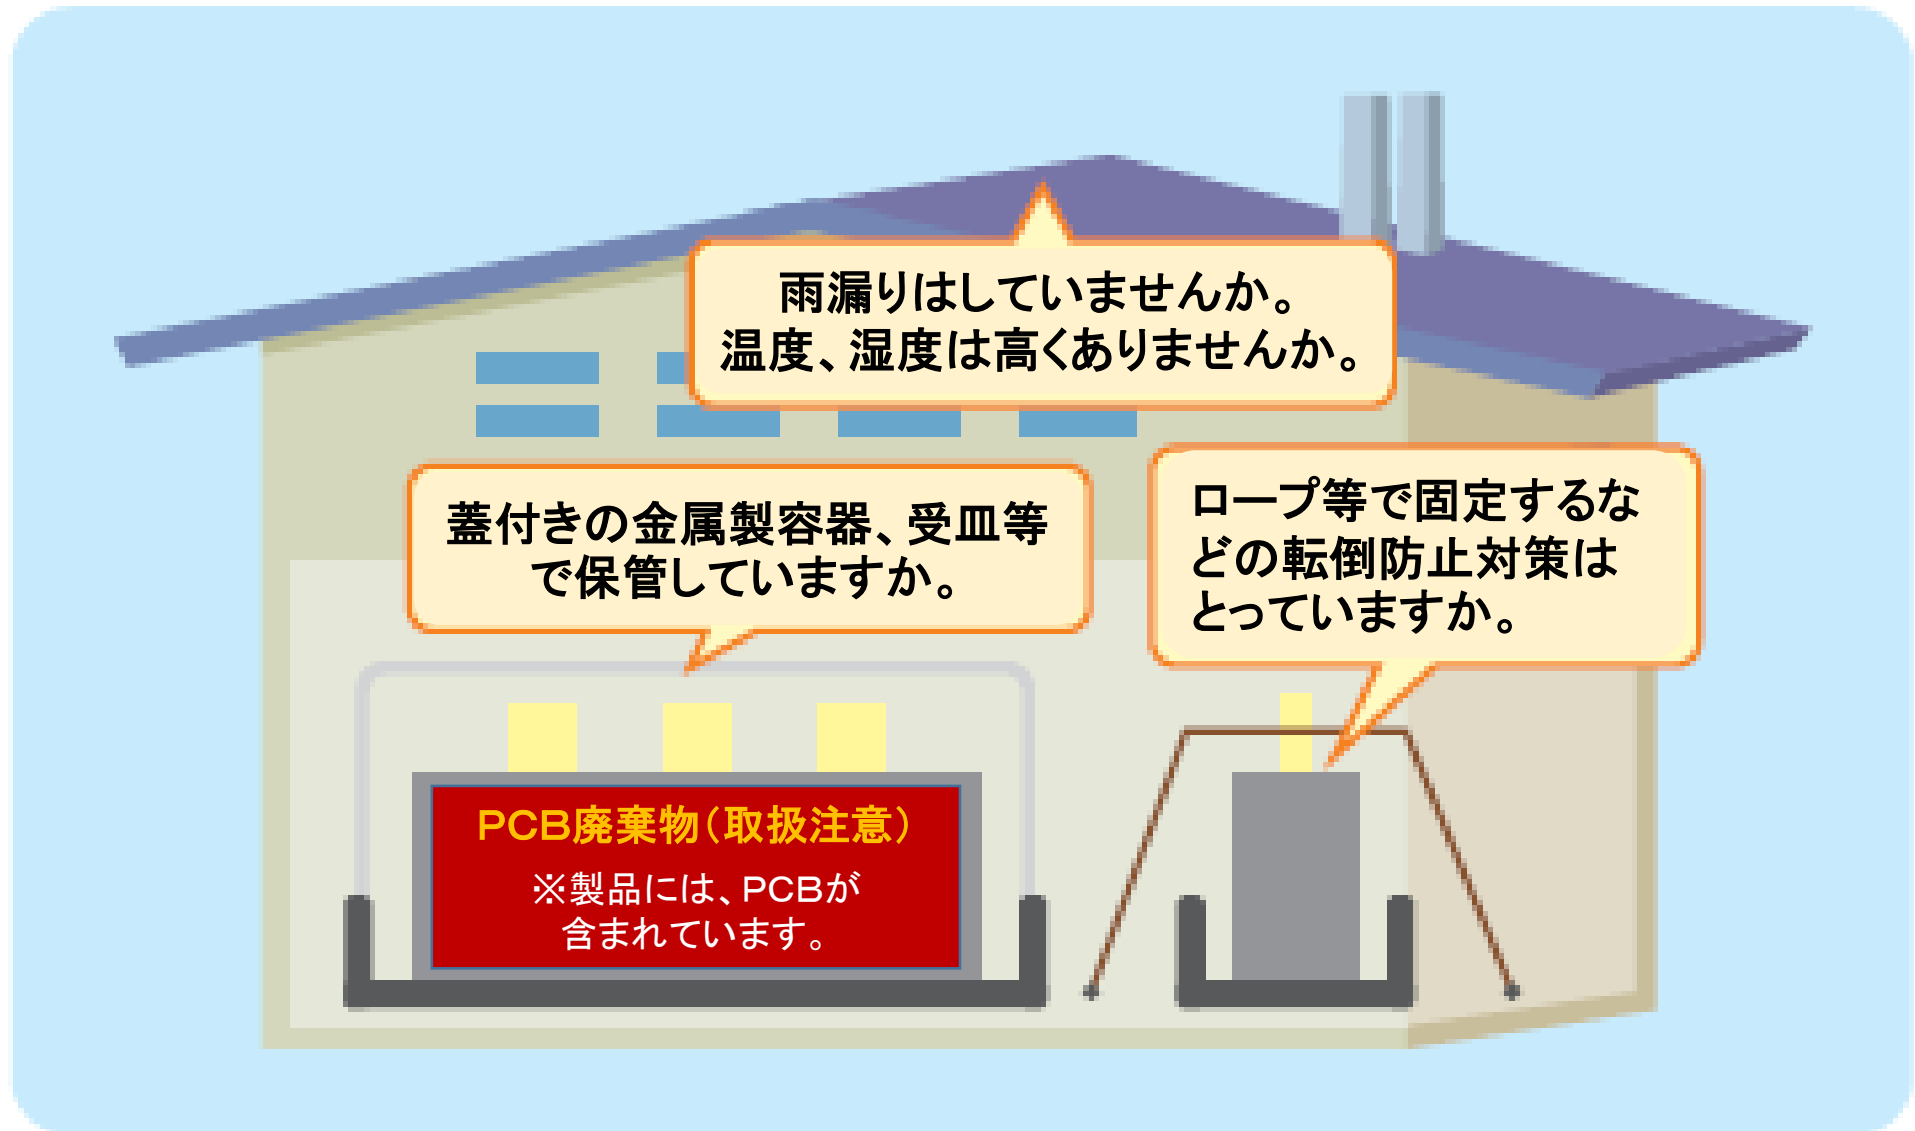 雨漏りはしていませんか。
温度、湿度は高くありませんか。
蓋付きの金属製容器、受皿等
で保管していますか。
ロープ等で固定するな
どの転倒防止対策は
とっていますか。
PCB廃棄物(取扱注意)
※製品には、PCBが
含まれています。